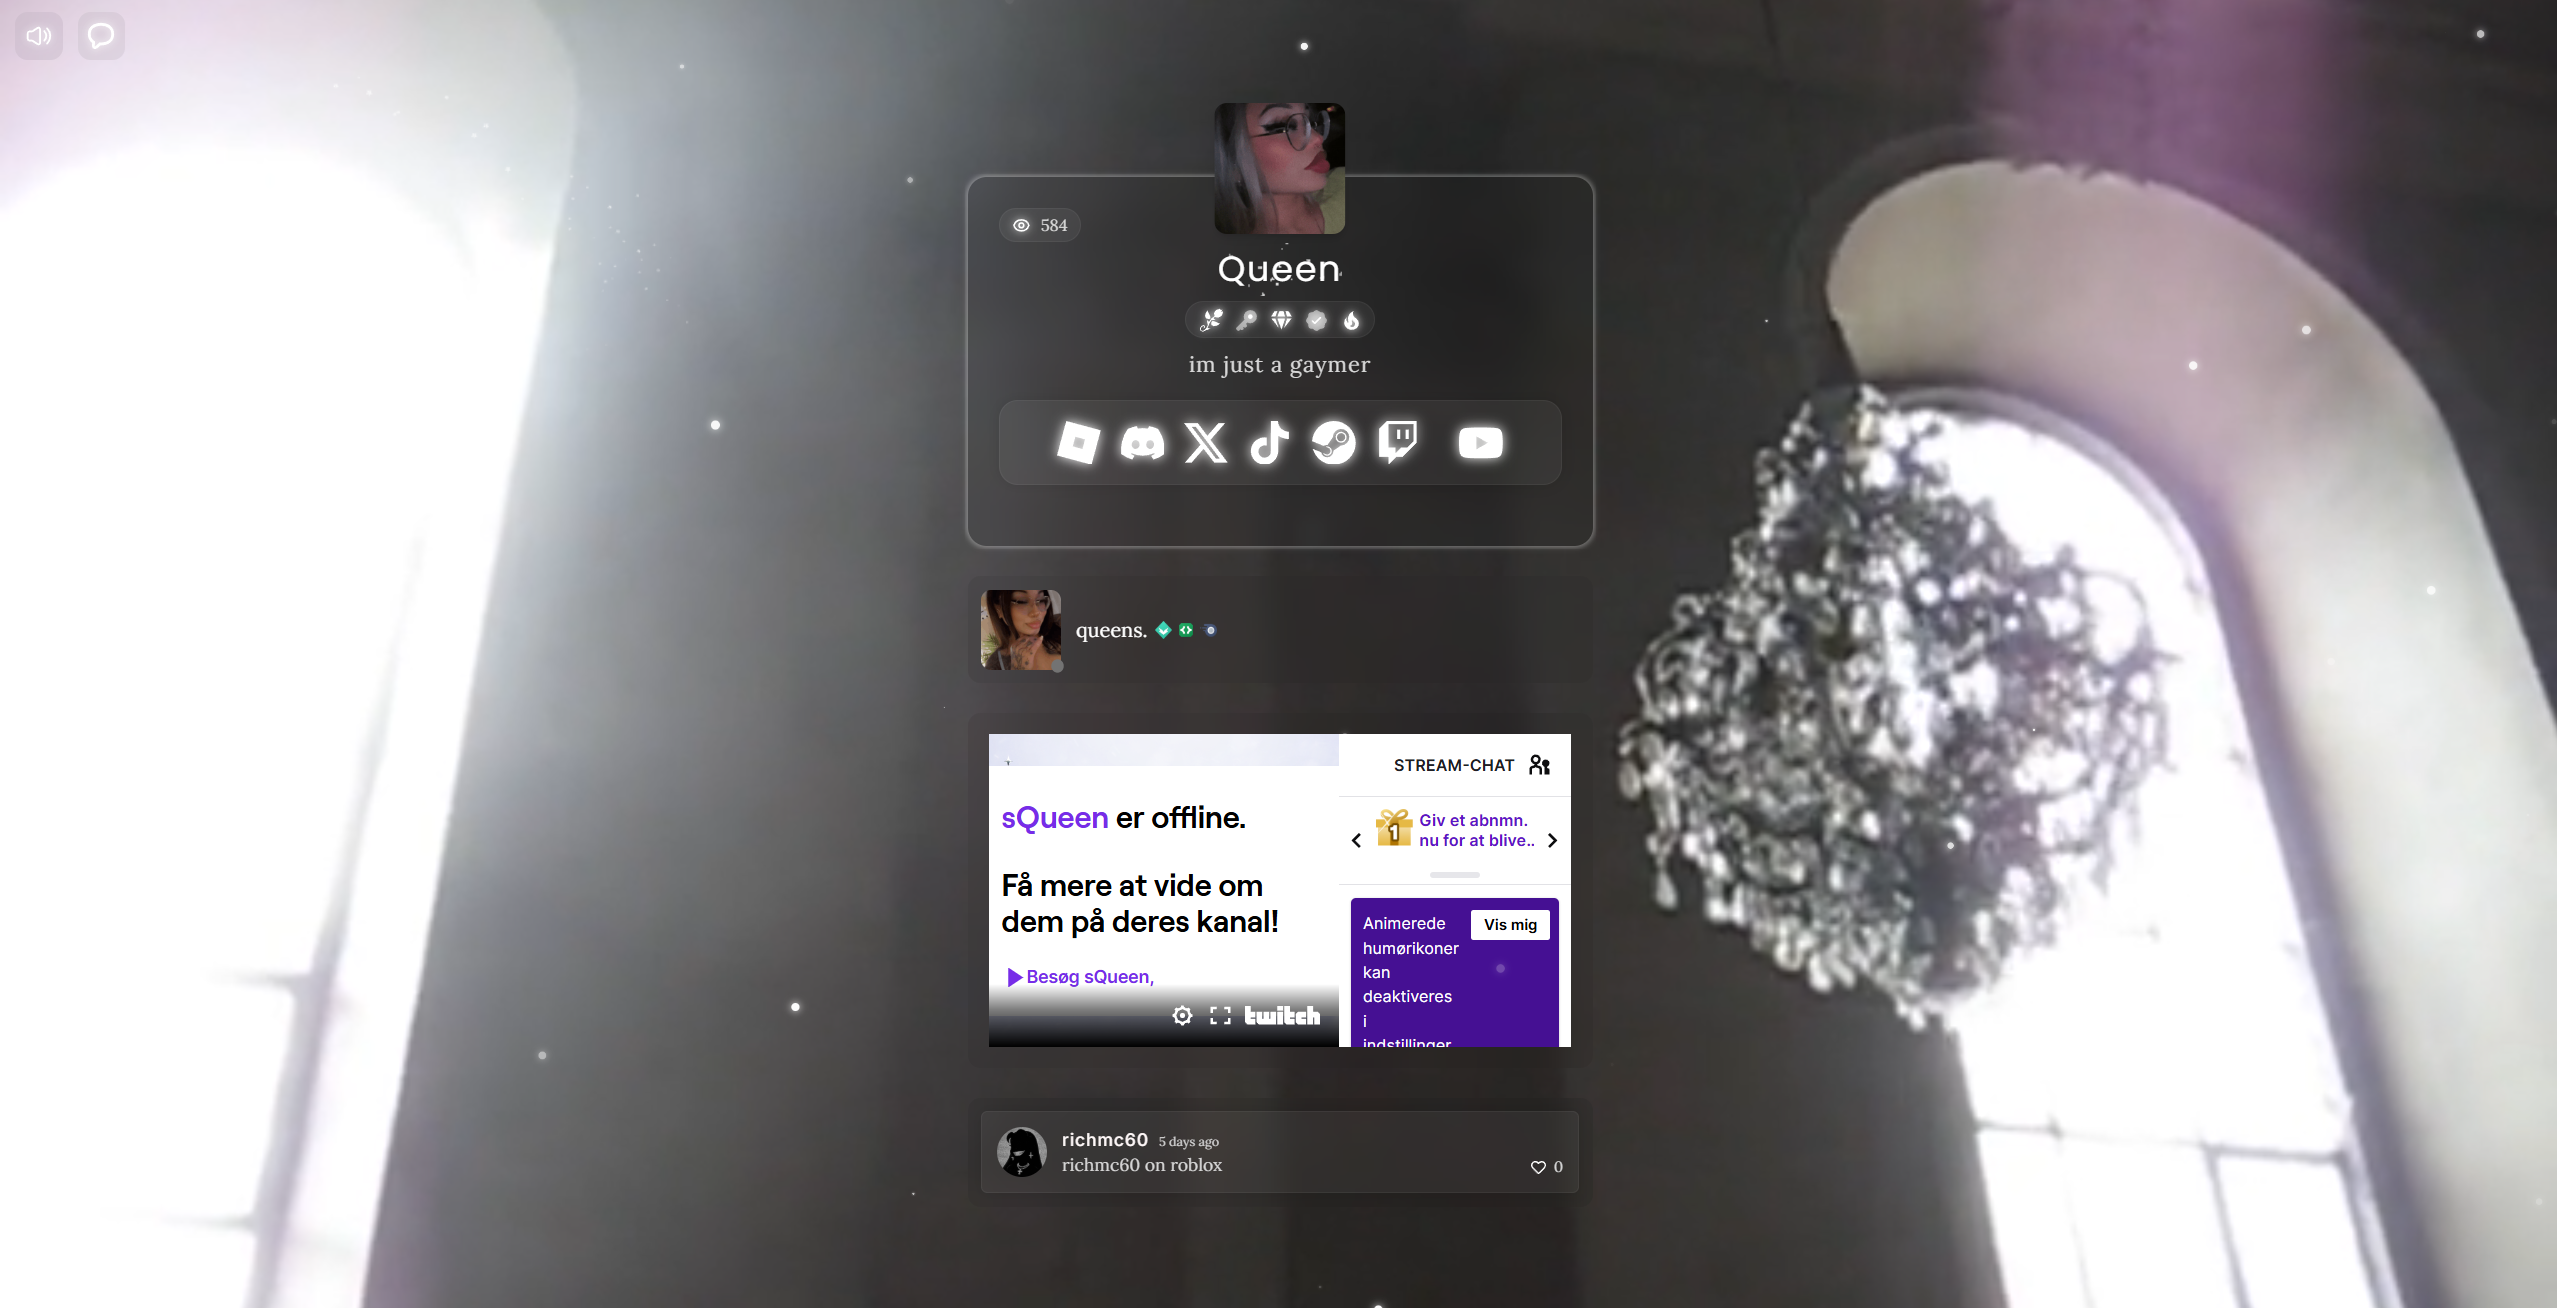 584
Queen
im just a gaymer
queens.
sQueen er offline.
Få mere at vide om
dem på deres kanal!
Besøg sQueen,
twitch
STREAM-CHAT
1
Giv et abnmn.
nu for at blive..
Animerede
humørikoner
kan
deaktiveres
i
indstillinger
Vis mig
richmc60 5 days ago
richmc60 on roblox
0